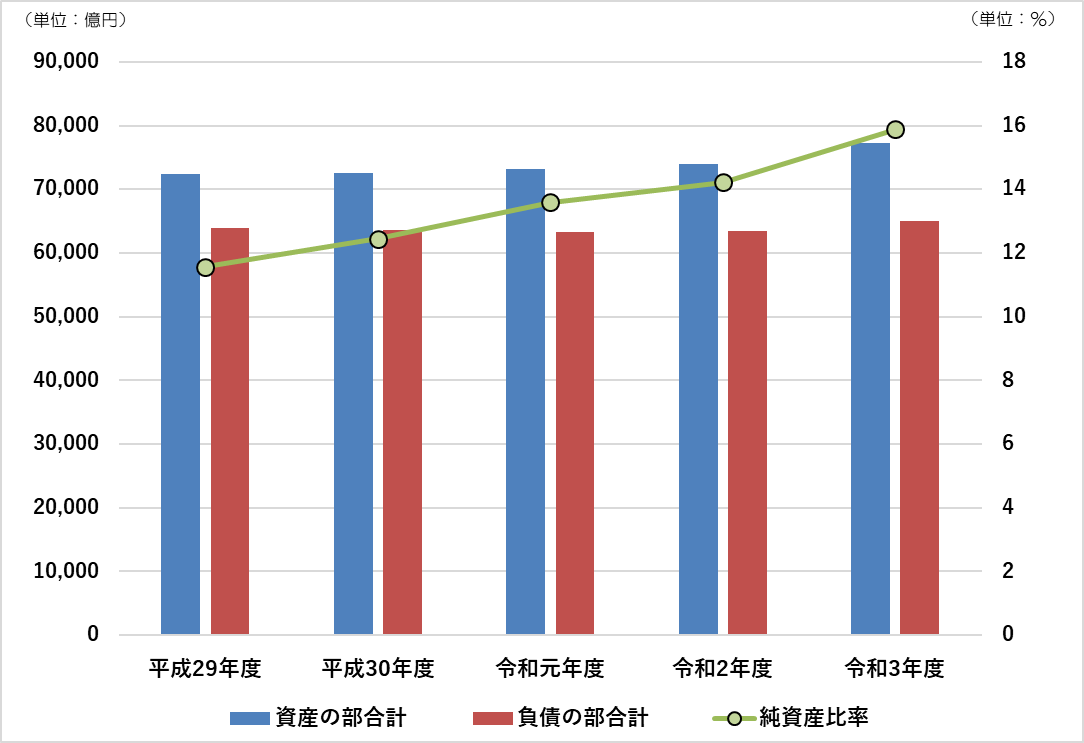 （単位：億円）
（単位：％）
90,000
80,000
70,000
60,000
50,000
40,000
30,000
20,000
10,000
0
18
16
14
12
10
8
6
4
2
0
平成29年度
平成30年度
令和元年度
令和2年度
令和3年度
資産の部合計
負債の部合計
純資産比率